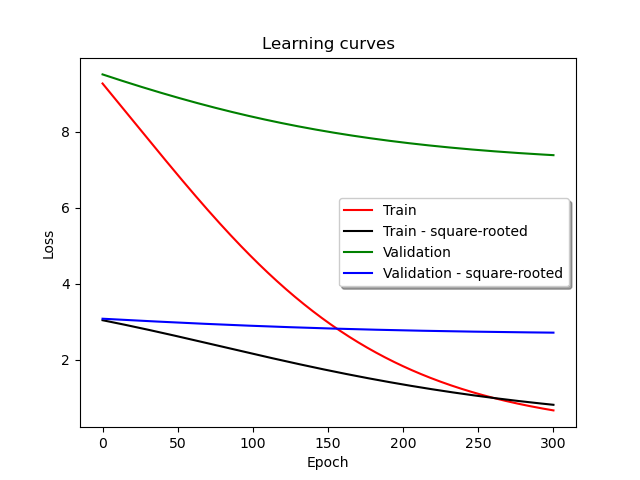 Learning curves
Loss
8
6
4
2
Train
Train - square-rooted
Validation
Validation - square-rooted
0 50 100 150 200 250 300
Epoch